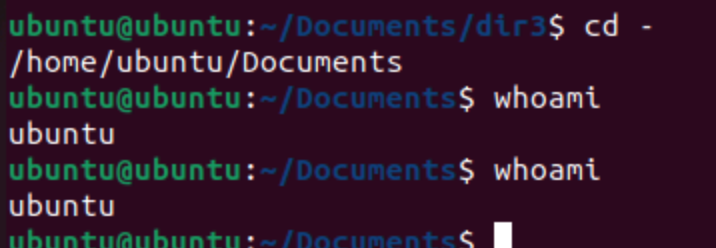 ubuntu@ubuntu:~/Documents/dir3$ cd -
/home/ubuntu/Documents
ubuntu@ubuntu:~/Documents$ whoami
ubuntu
ubuntu@ubuntu:~/Documents$ whoami
ubuntu
ubuntu@ubuntu:~/Documents$